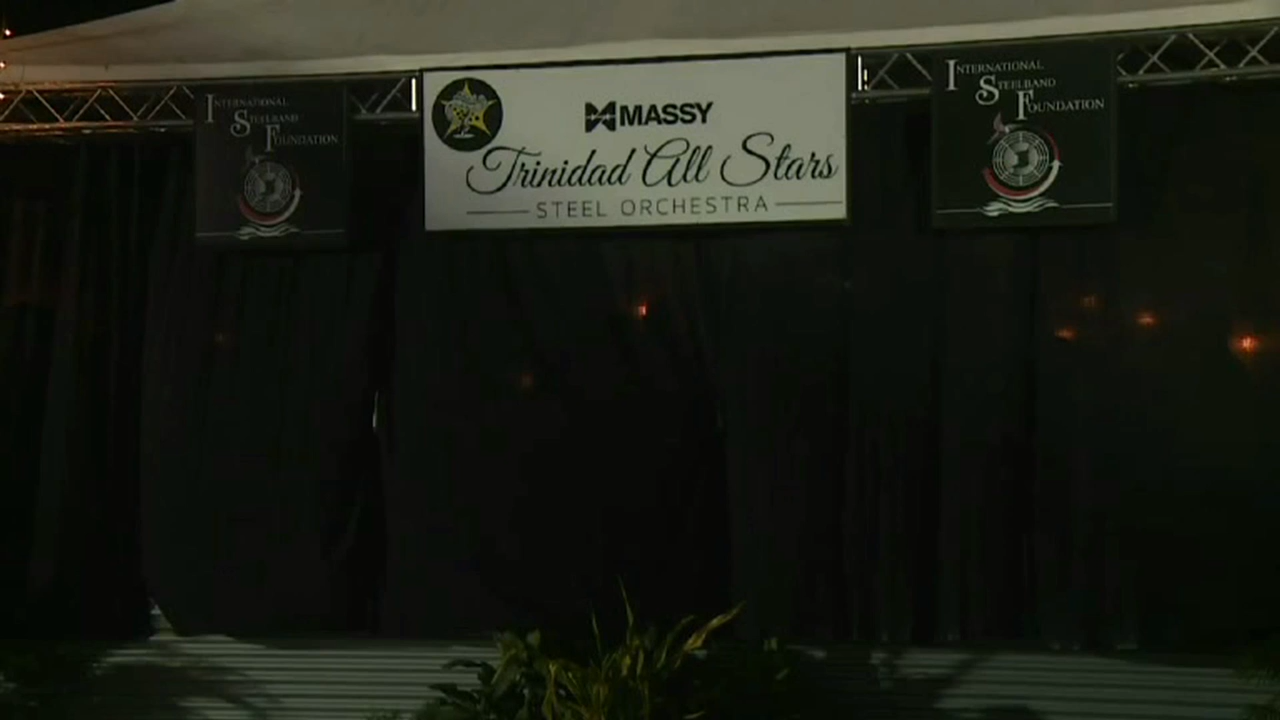 INTERNATIONAL
STEELBAND
FOUNDATION
MASSY
Trinidad All Stars
STEEL ORCHESTRA
INTERNATIONAL
STEELBAND
FOUNDATION